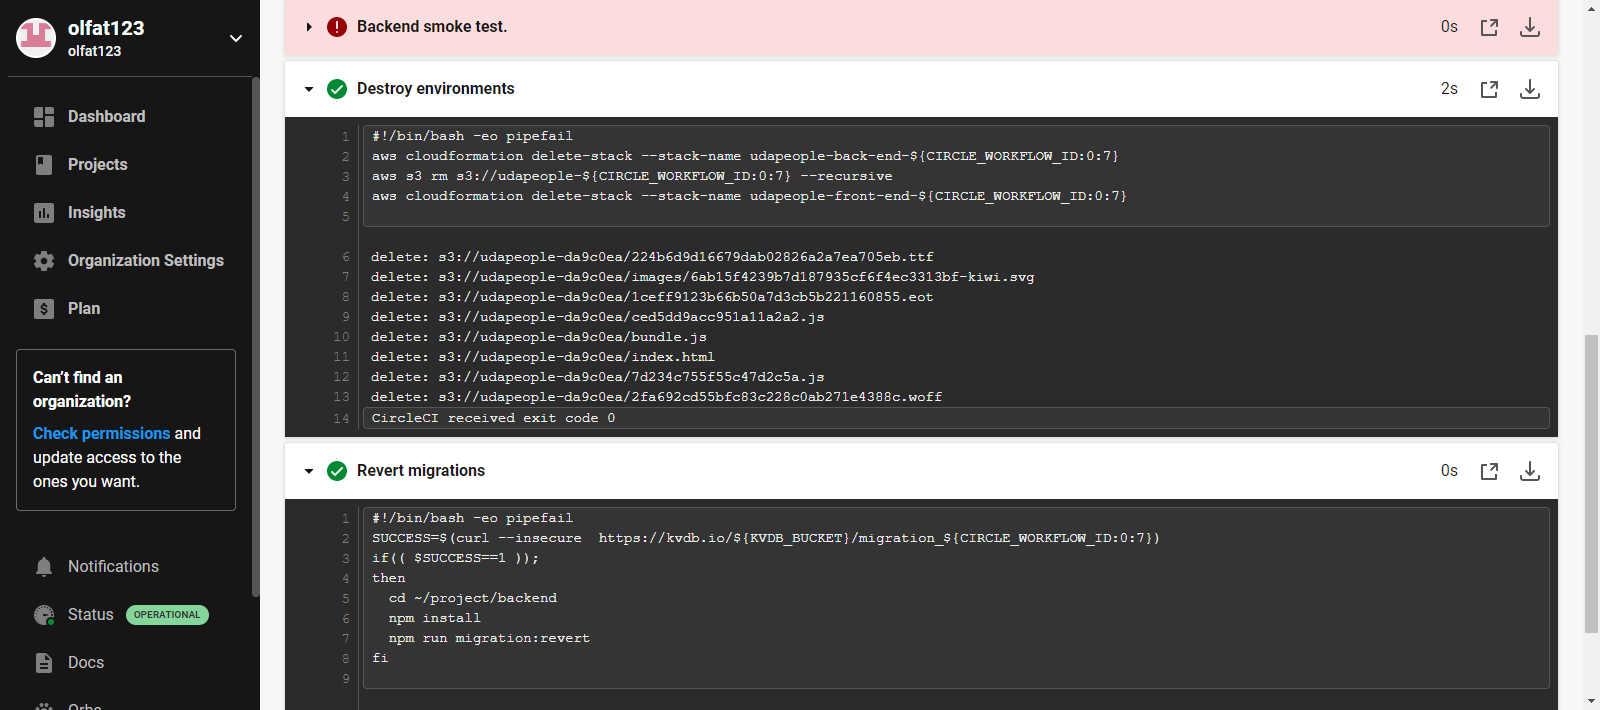 olfat123
olfat123
Dashboard
Projects
Insights
Organization Settings
Plan
Can't find an
organization?
Check permissions and
update access to the
ones you want.
Notifications
Status OPERATIONAL
Docs
Orbs
Backend smoke test. 0s
Destroy environments 2s
1 #!/bin/bash -eo pipefail
2 aws cloudformation delete-stack --stack-name udapeople-back-end-${CIRCLE_WORKFLOW_ID:0:7}
3 aws s3 rm s3://udapeople-${CIRCLE_WORKFLOW_ID:0:7} --recursive
4 aws cloudformation delete-stack --stack-name udapeople-front-end-${CIRCLE_WORKFLOW_ID:0:7}
5
6 delete: s3://udapeople-da9c0ea/224b6d9d16679dab02826a2a7ea705eb.ttf
7 delete: s3://udapeople-da9c0ea/images/6ab15f4239b7d187935cf6f4ec3313bf-kiwi.svg
8 delete: s3://udapeople-da9c0ea/1ceff9123b66b50a7d3cb5b221160855.eot
9 delete: s3://udapeople-da9c0ea/ced5dd9acc951a11a2a2.js
10 delete: s3://udapeople-da9c0ea/bundle.js
11 delete: s3://udapeople-da9c0ea/index.html
12 delete: s3://udapeople-da9c0ea/7d234c755f55c47d2c5a.js
13 delete: s3://udapeople-da9c0ea/2fa692cd55bfc83c228c0ab271e4388c.woff
14 CircleCI received exit code 0
Revert migrations 0s
1 #!/bin/bash -eo pipefail
2 SUCCESS=$(curl --insecure  https://kvdb.io/${KVDB_BUCKET}/migration_${CIRCLE_WORKFLOW_ID:0:7})
3 if(( $SUCCESS==1 ));
4 then
5   cd ~/project/backend
6   npm install
7   npm run migration:revert
8 fi
9